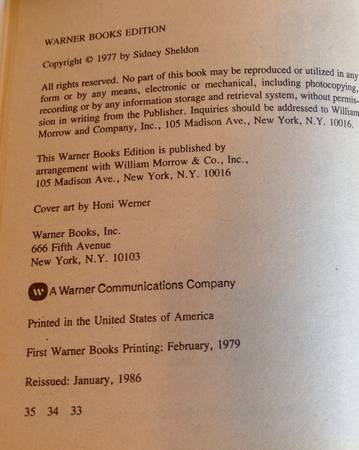 WARNER BOOKS EDITION
Copyright © 1977 by Sidney Sheldon
All rights reserved. No part of this book may be reproduced or utilized in any
form or by any means, electronic or mechanical, including photocopying,
recording or by any information storage and retrieval system, without permis-
sion in writing from the Publisher. Inquiries should be addressed to William
Morrow and Company, Inc., 105 Madison Ave., New York, N.Y. 10016.
This Warner Books Edition is published by
arrangement with William Morrow & Co., Inc.,
105 Madison Ave., New York, N.Y. 10016
Cover art by Honi Werner
Warner Books, Inc.
666 Fifth Avenue
New York, N.Y. 10103
A Warner Communications Company
Printed in the United States of America
First Warner Books Printing: February, 1979
Reissued: January, 1986
35 34 33